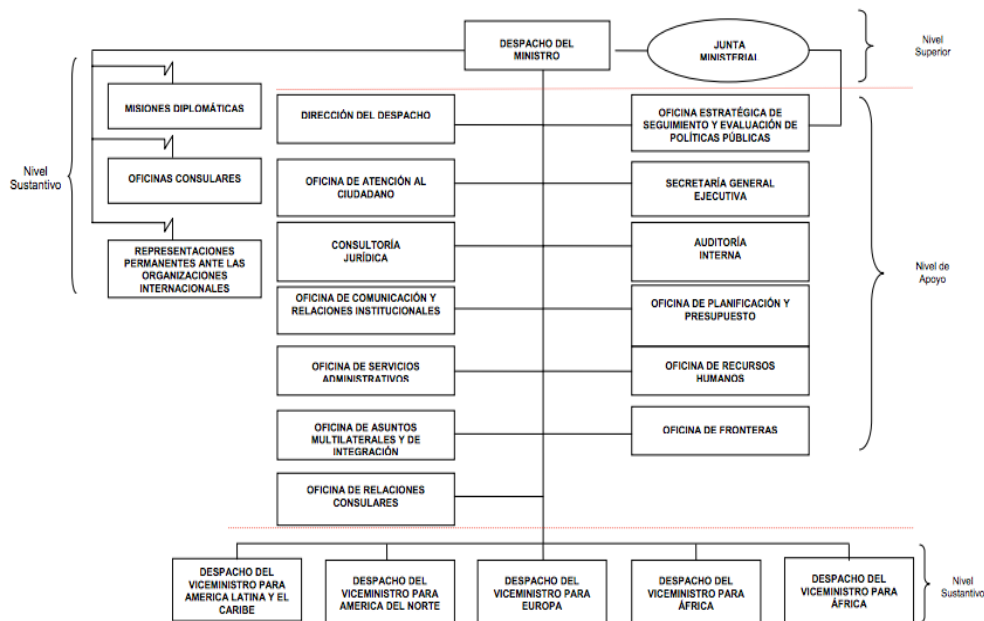 DESPACHO DEL
MINISTRO
JUNTA
MINISTERIAL
Nivel
Superior
MISIONES DIPLOMÁTICAS
OFICINAS CONSULARES
REPRESENTACIONES
PERMANENTES ANTE LAS
ORGANIZACIONES
INTERNACIONALES
Nivel
Sustantivo
DIRECCIÓN DEL DESPACHO
OFICINA ESTRATÉGICA DE
SEGUIMIENTO Y EVALUACIÓN DE
POLÍTICAS PÚBLICAS
OFICINA DE ATENCIÓN AL
CIUDADANO
SECRETARÍA GENERAL
EJECUTIVA
CONSULTORÍA
JURÍDICA
AUDITORÍA
INTERNA
OFICINA DE COMUNICACIÓN Y
RELACIONES INSTITUCIONALES
OFICINA DE PLANIFICACIÓN Y
PRESUPUESTO
OFICINA DE SERVICIOS
ADMINISTRATIVOS
OFICINA DE RECURSOS
HUMANOS
OFICINA DE ASUNTOS
MULTILATERALES Y DE
INTEGRACIÓN
OFICINA DE FRONTERAS
OFICINA DE RELACIONES
CONSULARES
Nivel de
Apoyo
DESPACHO DEL
VICEMINISTRO PARA
AMERICA LATINA Y EL
CARIBE
DESPACHO DEL
VICEMINISTRO PARA
AMERICA DEL NORTE
DESPACHO DEL
VICEMINISTRO PARA
EUROPA
DESPACHO DEL
VICEMINISTRO PARA
ÁFRICA
DESPACHO DEL
VICEMINISTRO PARA
ÁFRICA
Nivel
Sustantivo